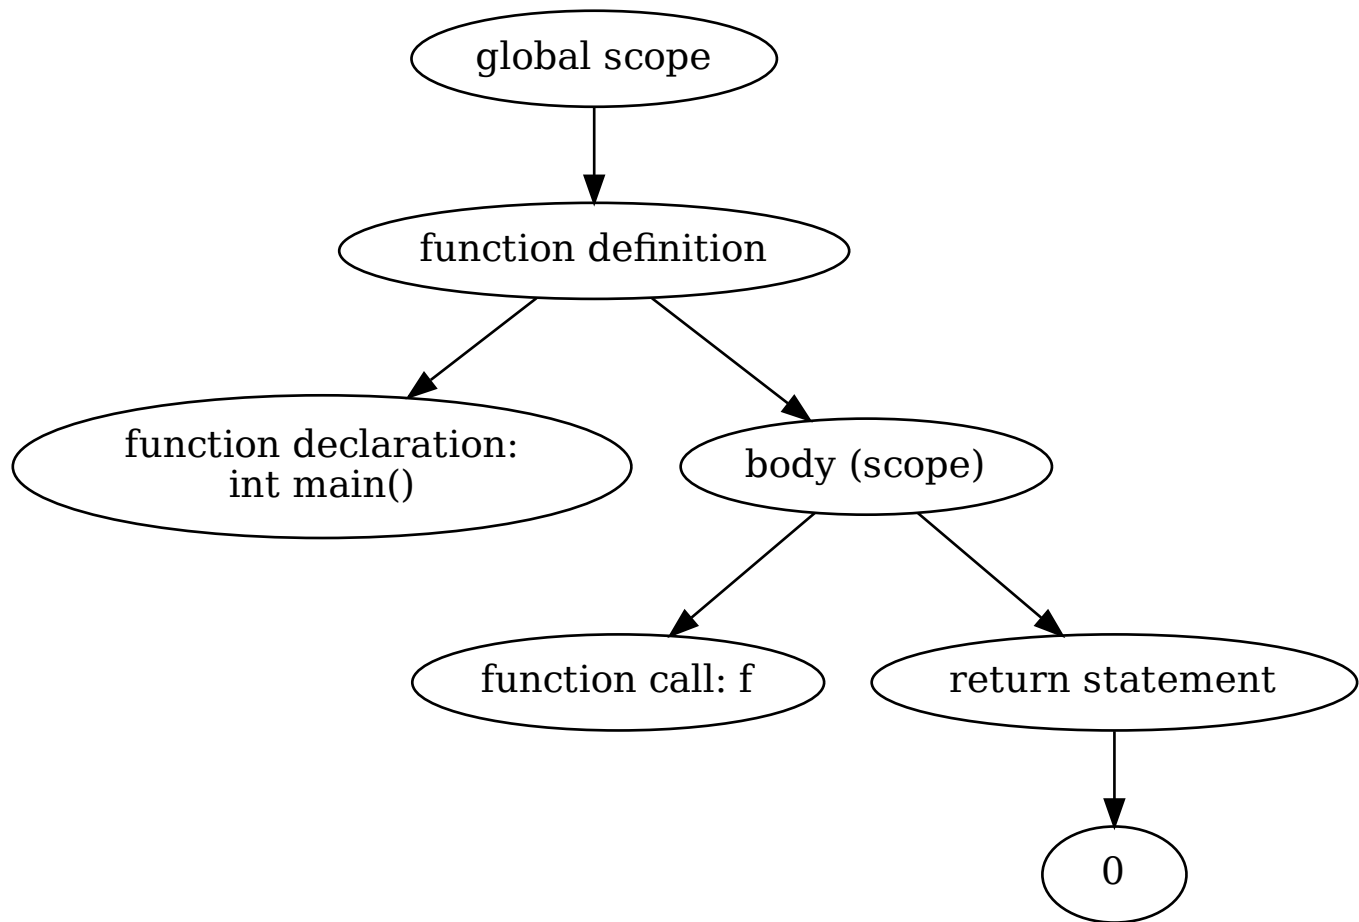 global scope
function definition
function declaration:
int main()
body (scope)
function call: f
return statement
0